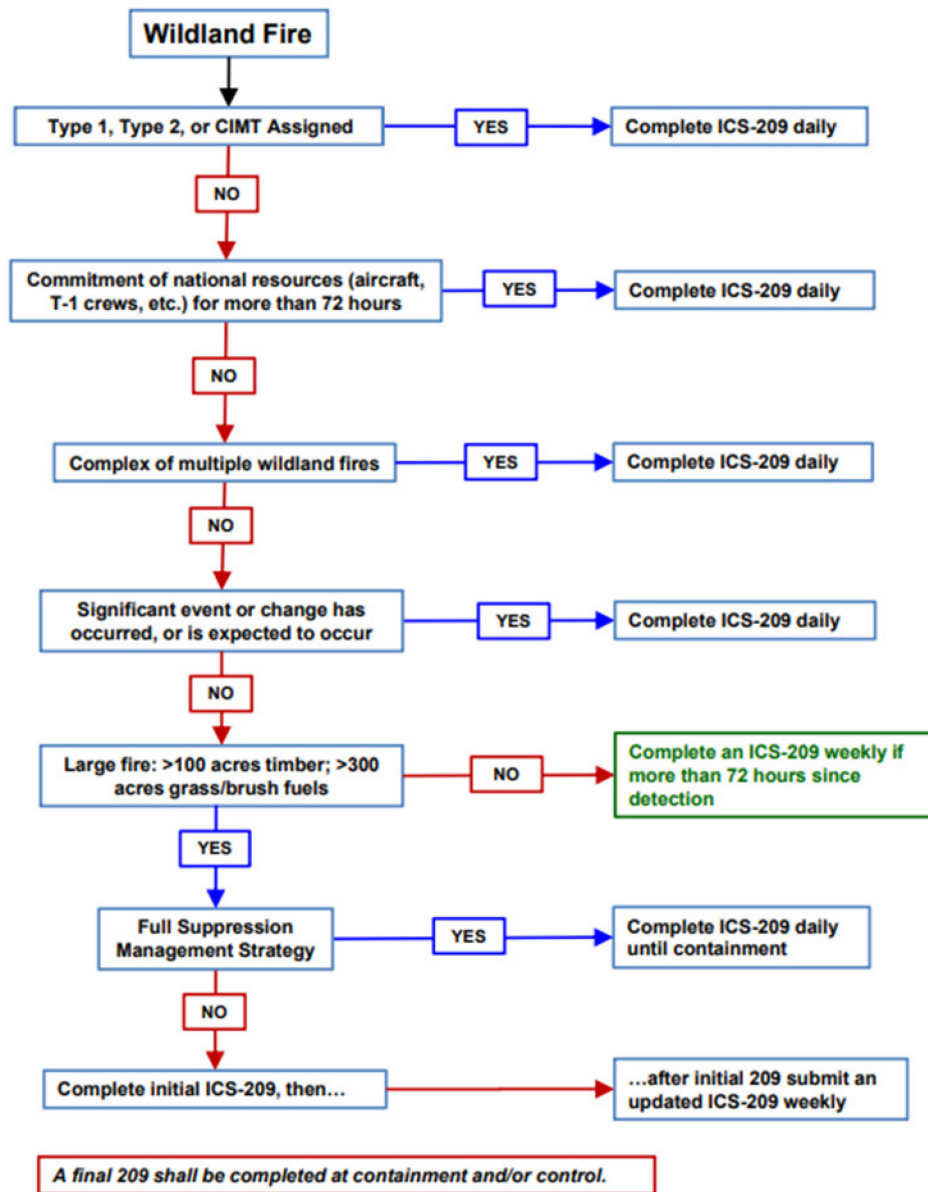 Wildland Fire
Type 1, Type 2, or CIMT Assigned
YES
Complete ICS-209 daily
NO
Commitment of national resources (aircraft,
T-1 crews, etc.) for more than 72 hours
YES
Complete ICS-209 daily
NO
Complex of multiple wildland fires
YES
Complete ICS-209 daily
NO
Significant event or change has
occurred, or is expected to occur
YES
Complete ICS-209 daily
NO
Large fire: >100 acres timber; >300
acres grass/brush fuels
NO
Complete an ICS-209 weekly if
more than 72 hours since
detection
YES
Full Suppression
Management Strategy
YES
Complete ICS-209 daily
until containment
NO
Complete initial ICS-209, then…
…after initial 209 submit an
updated ICS-209 weekly
A final 209 shall be completed at containment and/or control.